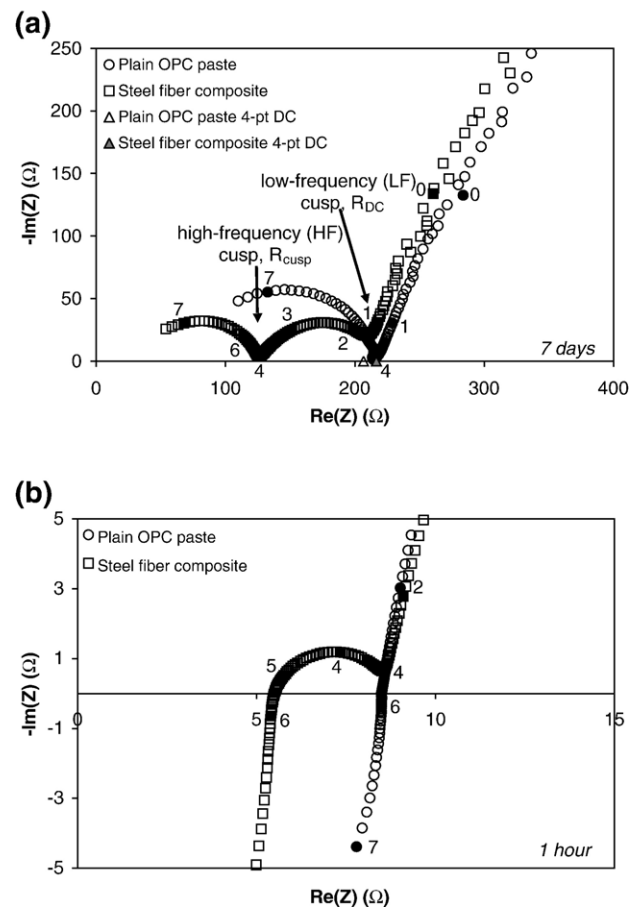 (a)
250
200
150
100
50
0
-Im(Z) (Ω)
Plain OPC paste
Steel fiber composite
Plain OPC paste 4-pt DC
Steel fiber composite 4-pt DC
low-frequency (LF)
cusp, RDC
high-frequency (HF)
cusp, Rcusp
0
0
7
7
6
3
2
1
1
4
4
7 days
0 100 200 300 400
Re(Z) (Ω)
(b)
5
3
1
-1
-3
-5
-Im(Z) (Ω)
Plain OPC paste
Steel fiber composite
2
5
4
4
6
6
7
0 5 10 15
1 hour
Re(Z) (Ω)